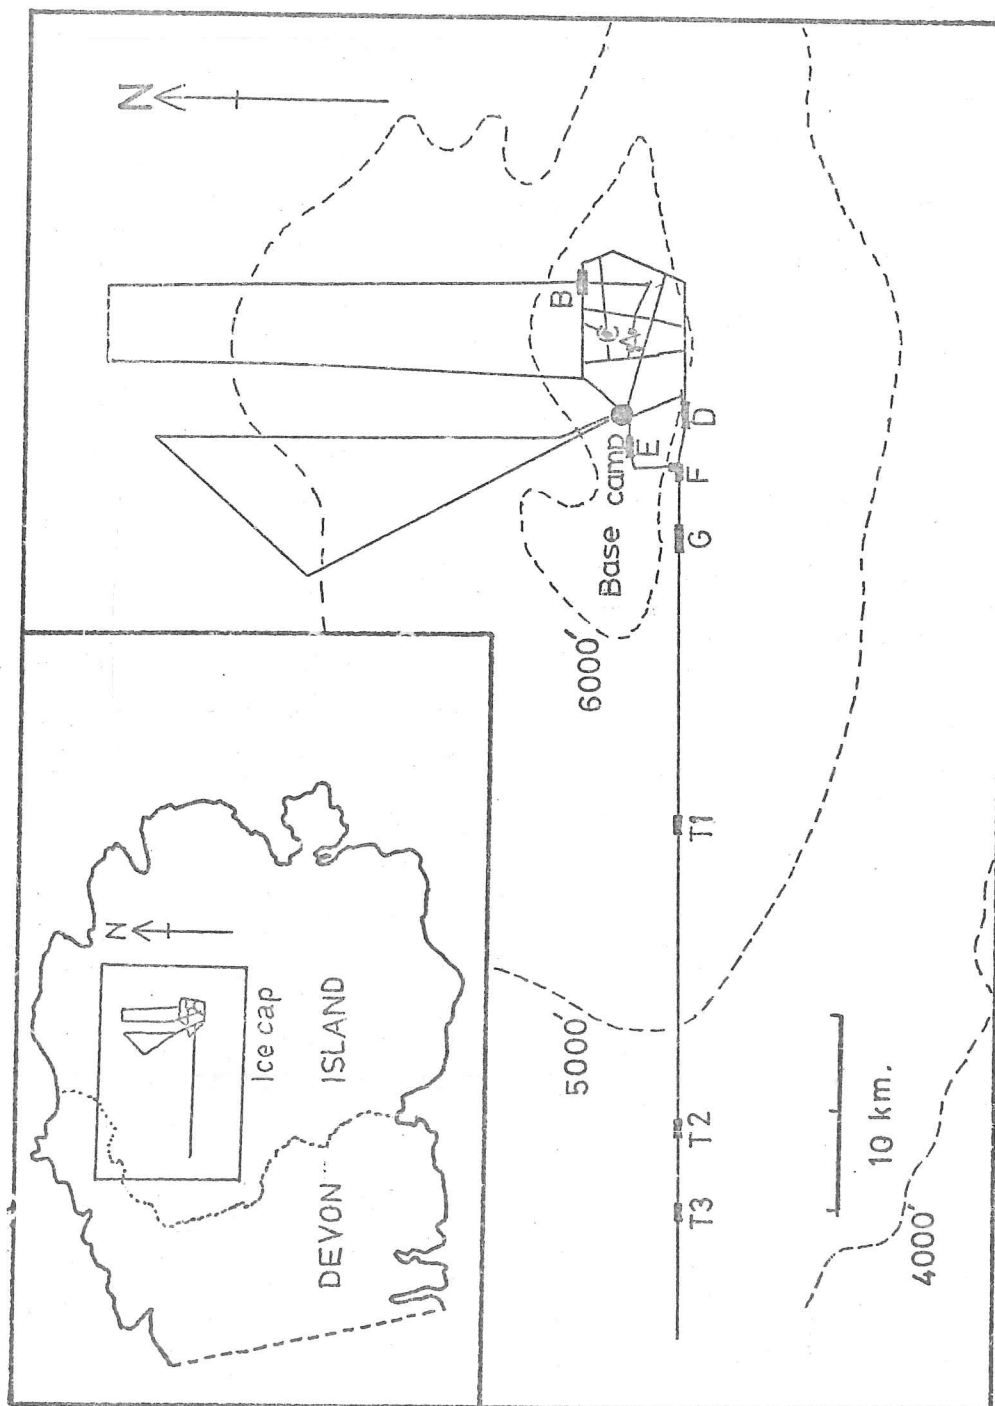 N
N
Ice cap
DEVON
ISLAND
B
C
A
Base camp
E
D
F
G
6000'
5000'
4000'
T1
T2
T3
10 km.